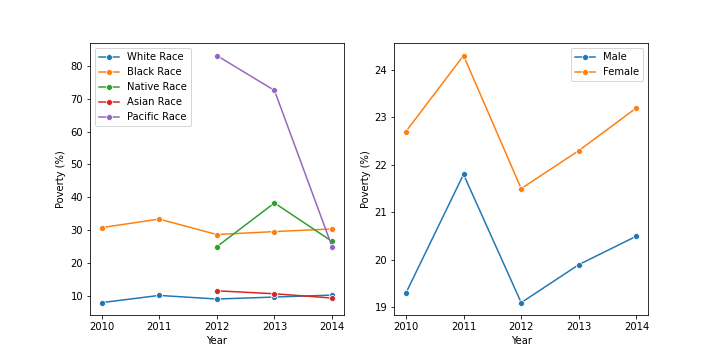 White Race
Black Race
Native Race
Asian Race
Pacific Race
80
70
60
50
40
30
20
10
Poverty (%)
2010 2011 2012 2013 2014
Year
Male
Female
24
23
22
21
20
19
Poverty (%)
2010 2011 2012 2013 2014
Year